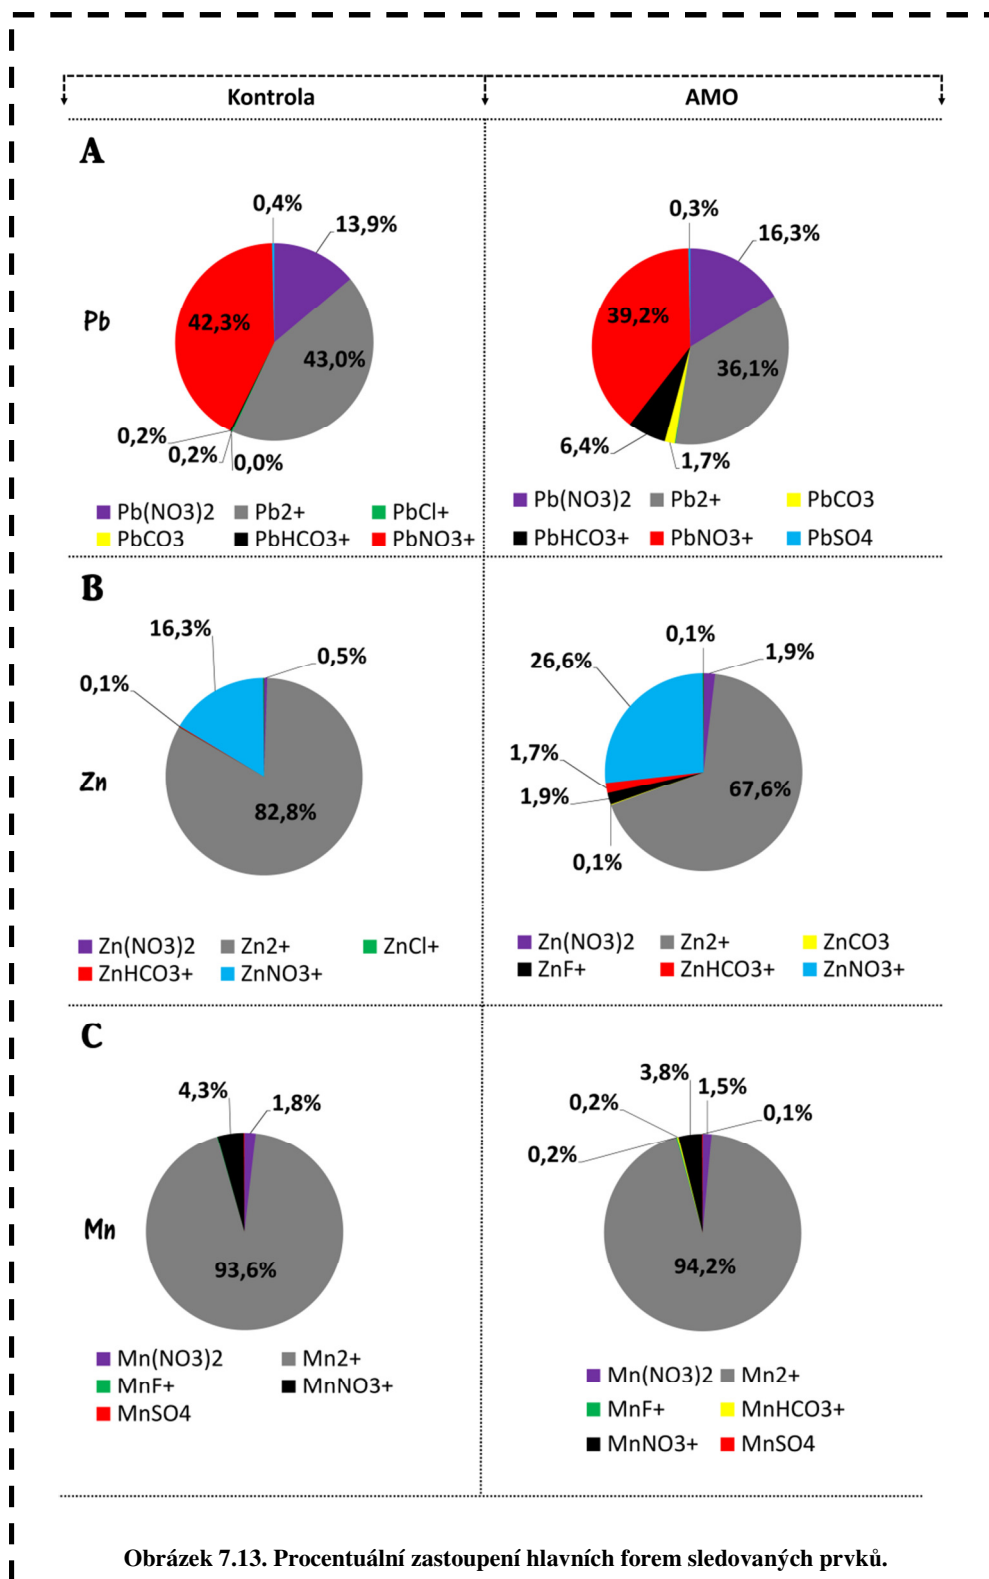 Kontrola AMO
A
0,4%
13,9%
42,3%
43,0%
0,2%
0,2%
0,0%
Pb
Pb(NO3)2 Pb2+ PbCl+
PbCO3 PbHCO3+ PbNO3+
0,3%
16,3%
39,2%
36,1%
6,4%
1,7%
Pb(NO3)2 Pb2+ PbCO3
PbHCO3+ PbNO3+ PbSO4
B
16,3%
0,5%
0,1%
82,8%
Zn
Zn(NO3)2 Zn2+ ZnCl+
ZnHCO3+ ZnNO3+
0,1%
1,9%
26,6%
1,7%
67,6%
1,9%
0,1%
Zn(NO3)2 Zn2+ ZnCO3
ZnF+ ZnHCO3+ ZnNO3+
C
4,3%
1,8%
93,6%
Mn
Mn(NO3)2 Mn2+
MnF+ MnNO3+
MnSO4
3,8%
1,5%
0,2%
0,1%
0,2%
94,2%
Mn(NO3)2 Mn2+
MnF+ MnHCO3+
MnNO3+ MnSO4
Obrázek 7.13. Procentuální zastoupení hlavních forem sledovaných prvků.